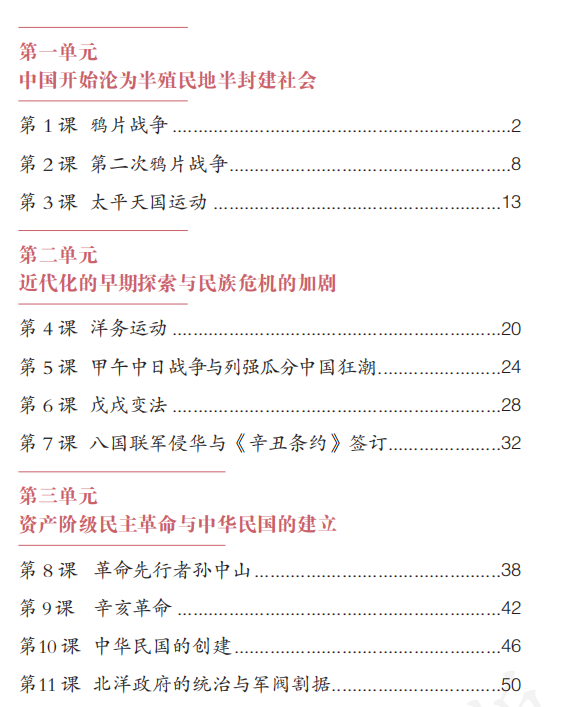 第一单元
中国开始沦为半殖民地半封建社会
第1课 鸦片战争................................................................2
第2课 第二次鸦片战争.....................................................8
第3课 太平天国运动......................................................13
第二单元
近代化的早期探索与民族危机的加剧
第4课 洋务运动..............................................................20
第5课 甲午中日战争与列强瓜分中国狂潮.......................24
第6课 戊戌变法..............................................................28
第7课 八国联军侵华与《辛丑条约》签订......................32
第三单元
资产阶级民主革命与中华民国的建立
第8课 革命先行者孙中山...............................................38
第9课 辛亥革命.............................................................42
第10课 中华民国的创建..................................................46
第11课 北洋政府的统治与军阀割据................................50